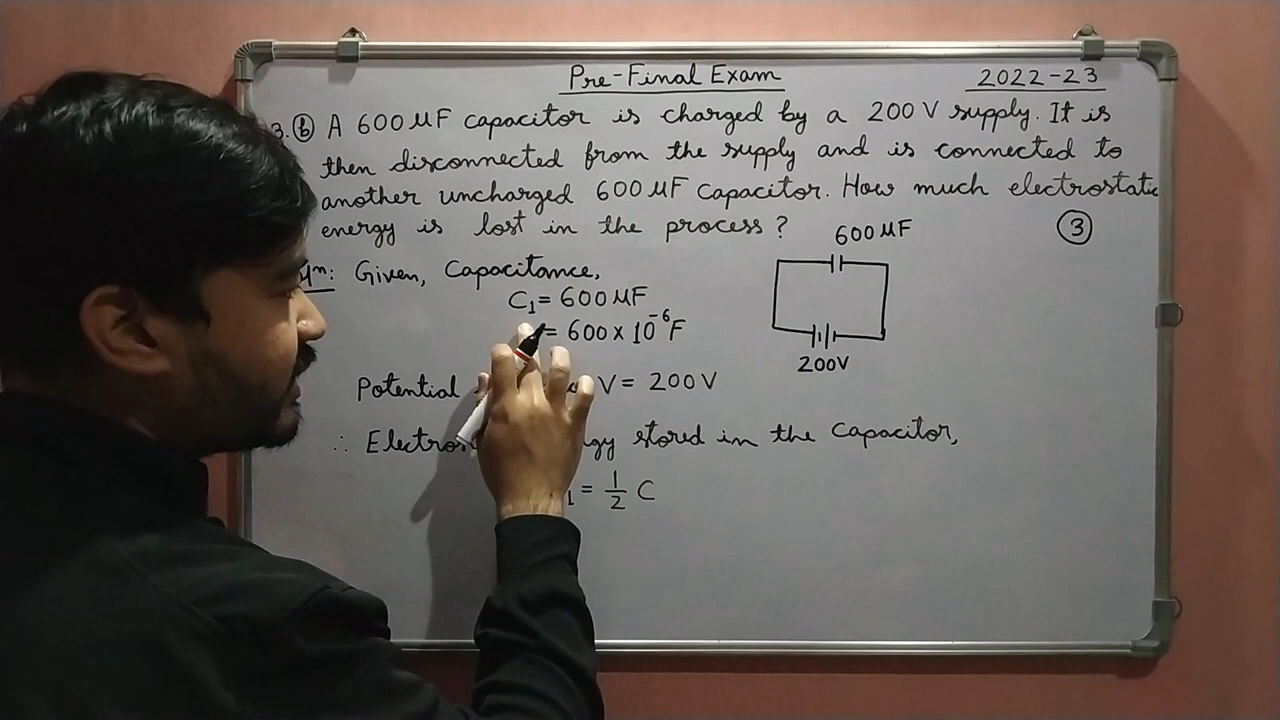 Pre-Final Exam
2022-23
3. (b) A 600 μF capacitor is charged by a 200 V supply. It is
then disconnected from the supply and is connected to
another uncharged 600 μF capacitor. How much electrostatic
energy is lost in the process?
(3)
600 μF
200V
Given, Capacitance,
C₁ = 600 μF
= 600 × 10⁻⁶ F
Potential V = 200 V
∴ stored in the Capacitor,
₁ = 1/2 C